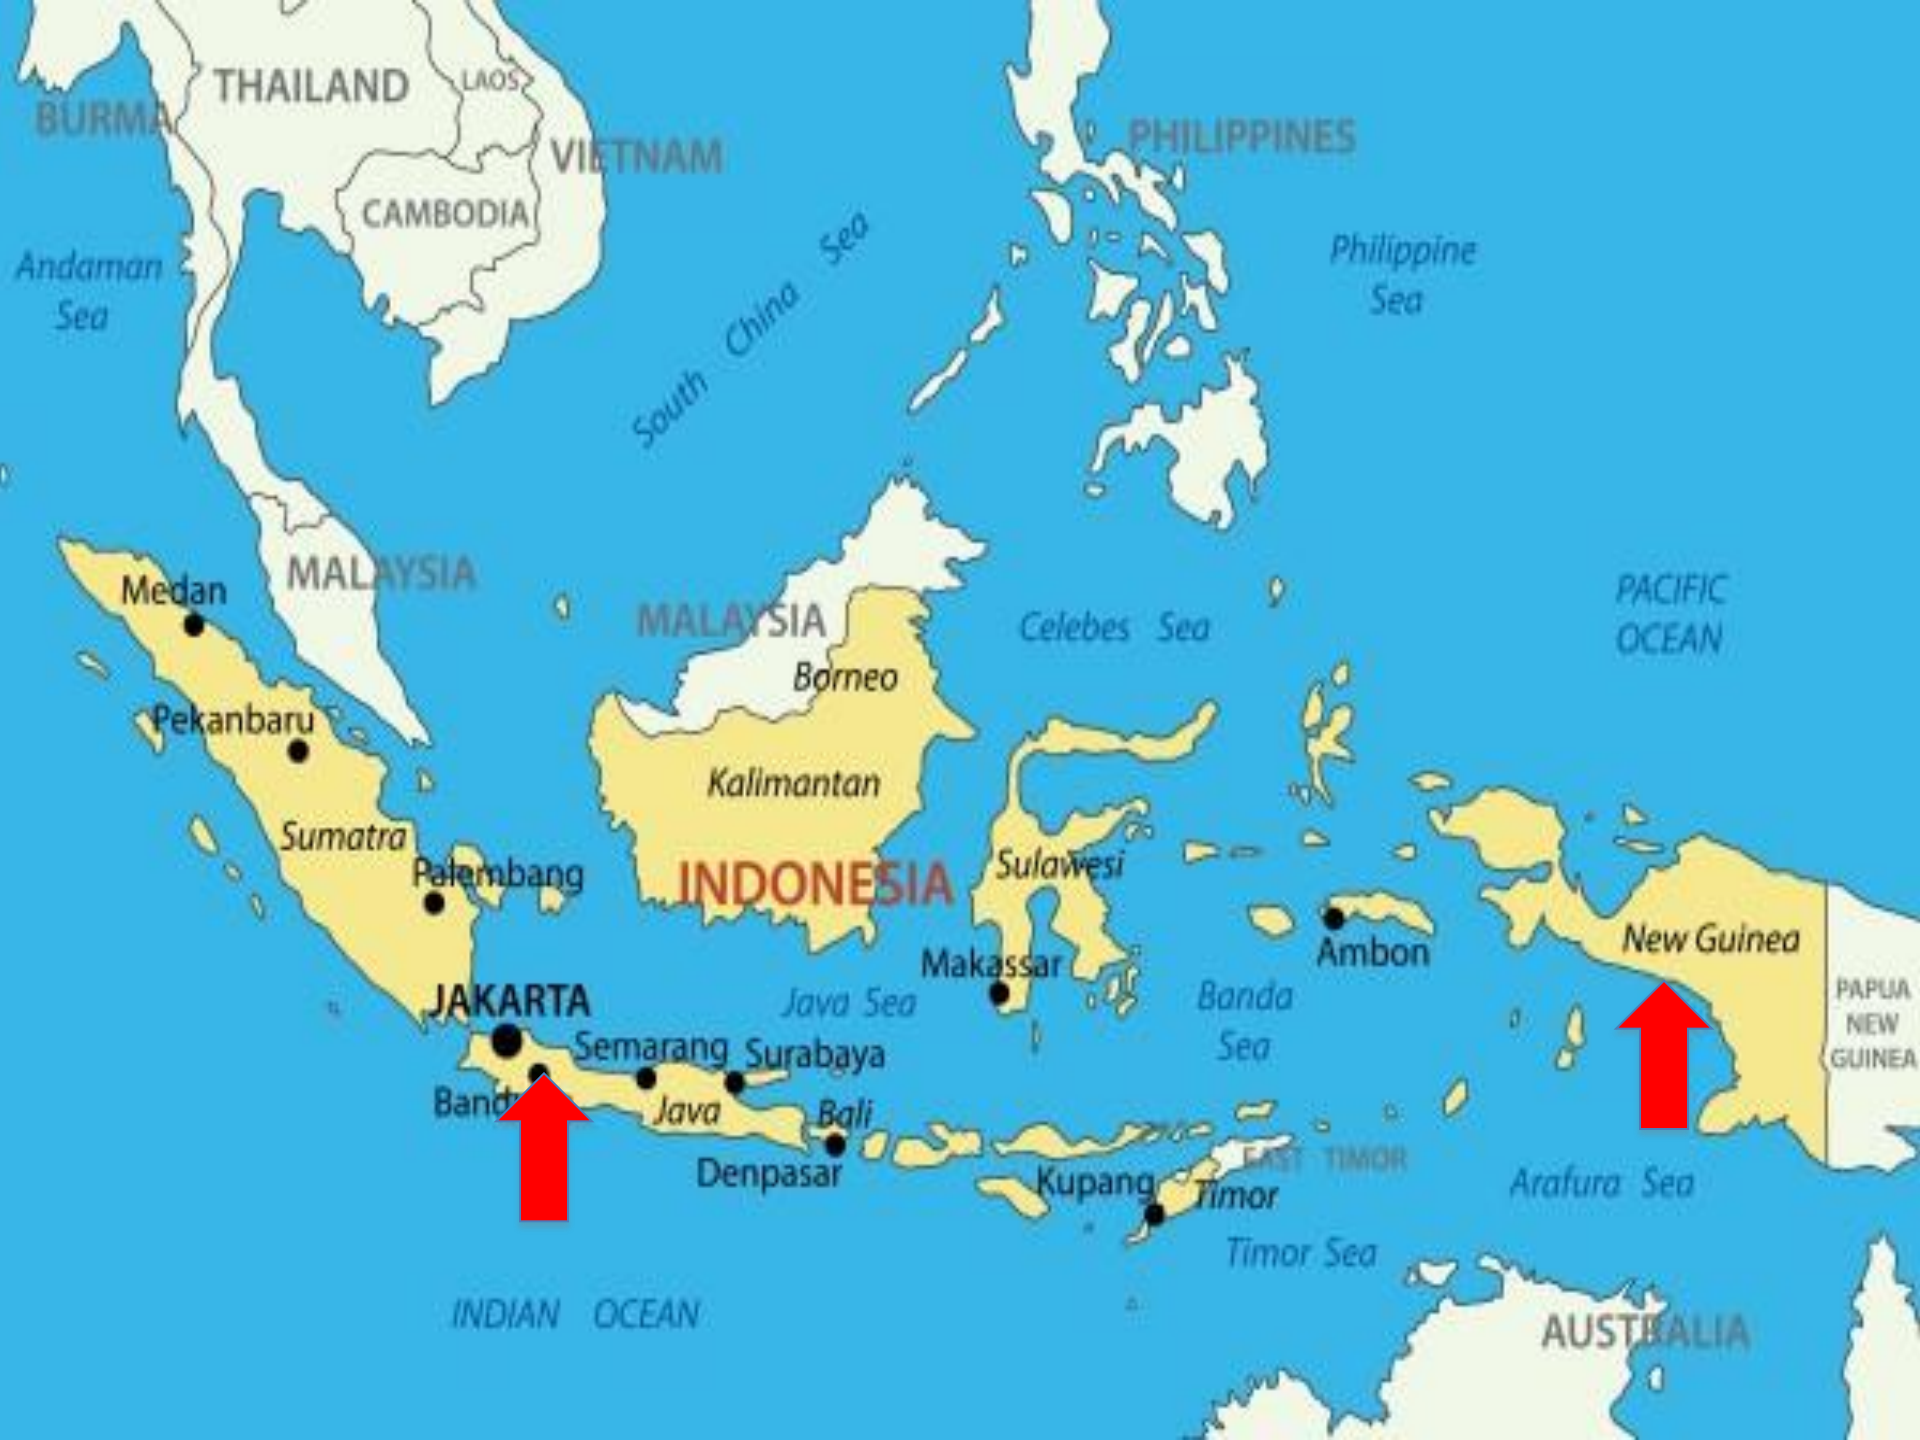 THAILAND
LAOS
BURMA
VIETNAM
CAMBODIA
PHILIPPINES
Andaman
Sea
South China Sea
Philippine
Sea
MALAYSIA
Medan
MALAYSIA
Celebes Sea
PACIFIC
OCEAN
Borneo
Pekanbaru
Kalimantan
Sumatra
Palembang
INDONESIA
Sulawesi
New Guinea
Ambon
Makassar
JAKARTA
Java Sea
Banda
Sea
PAPUA
NEW
GUINEA
Semarang
Surabaya
Band
Java
Bali
Denpasar
Kupang
EAST TIMOR
Timor
Arafura Sea
Timor Sea
INDIAN OCEAN
AUSTRALIA